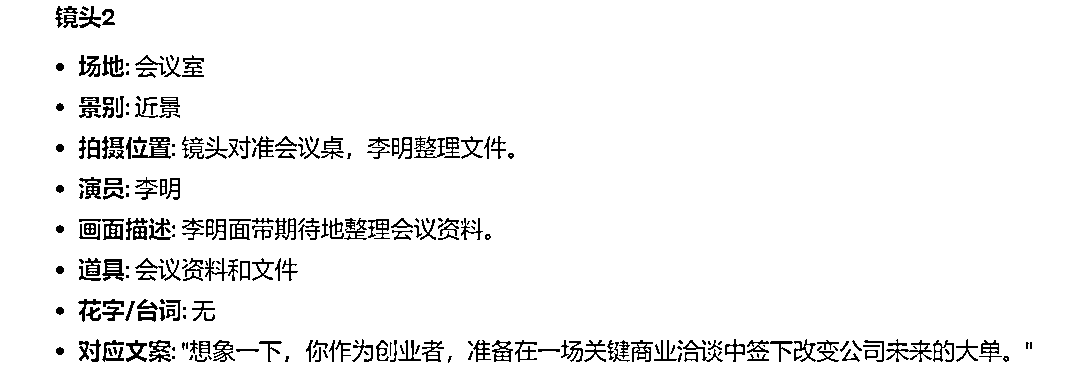 镜头2
• 场地: 会议室
• 景别: 近景
• 拍摄位置: 镜头对准会议桌，李明整理文件。
• 演员: 李明
• 画面描述: 李明面带期待地整理会议资料。
• 道具: 会议资料和文件
• 花字/台词: 无
• 对应文案: "想象一下，你作为创业者，准备在一场关键商业洽谈中签下改变公司未来的大单。"